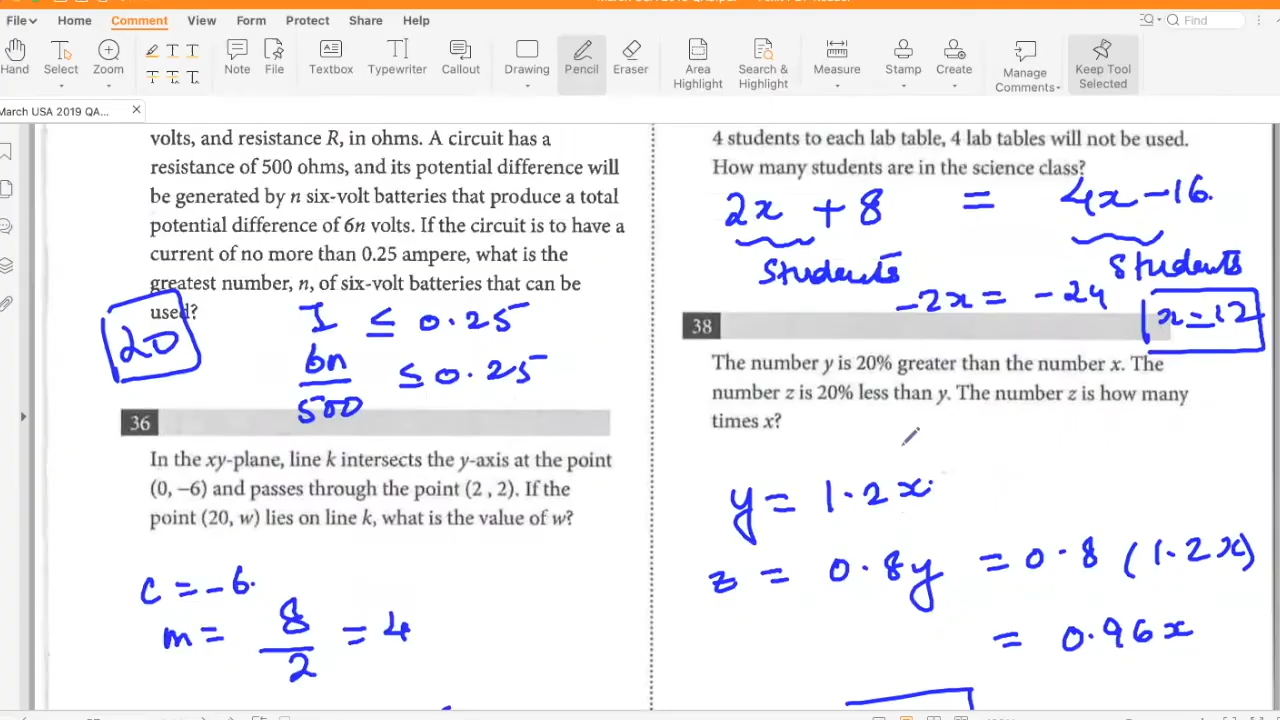 File Home Comment View Form Protect Share Help Find
Hand Select Zoom Note File Textbox Typewriter Callout Drawing Pencil Eraser Area Highlight Search & Highlight Measure Stamp Create Manage Comments Keep Tool Selected
March USA 2019 QA...
volts, and resistance R, in ohms. A circuit has a
resistance of 500 ohms, and its potential difference will
be generated by n six-volt batteries that produce a total
potential difference of 6n volts. If the circuit is to have a
current of no more than 0.25 ampere, what is the
greatest number, n, of six-volt batteries that can be
used?
20
I ≤ 0.25
6n/500 ≤ 0.25
36
In the xy-plane, line k intersects the y-axis at the point
(0, −6) and passes through the point (2 , 2). If the
point (20, w) lies on line k, what is the value of w?
c = -6.
m = 8/2 = 4
4 students to each lab table, 4 lab tables will not be used.
How many students are in the science class?
2x + 8 = 4x - 16.
Students Students
-2x = -24 x = 12
38
The number y is 20% greater than the number x. The
number z is 20% less than y. The number z is how many
times x?
y = 1.2x.
z = 0.8y = 0.8 (1.2x)
= 0.96x